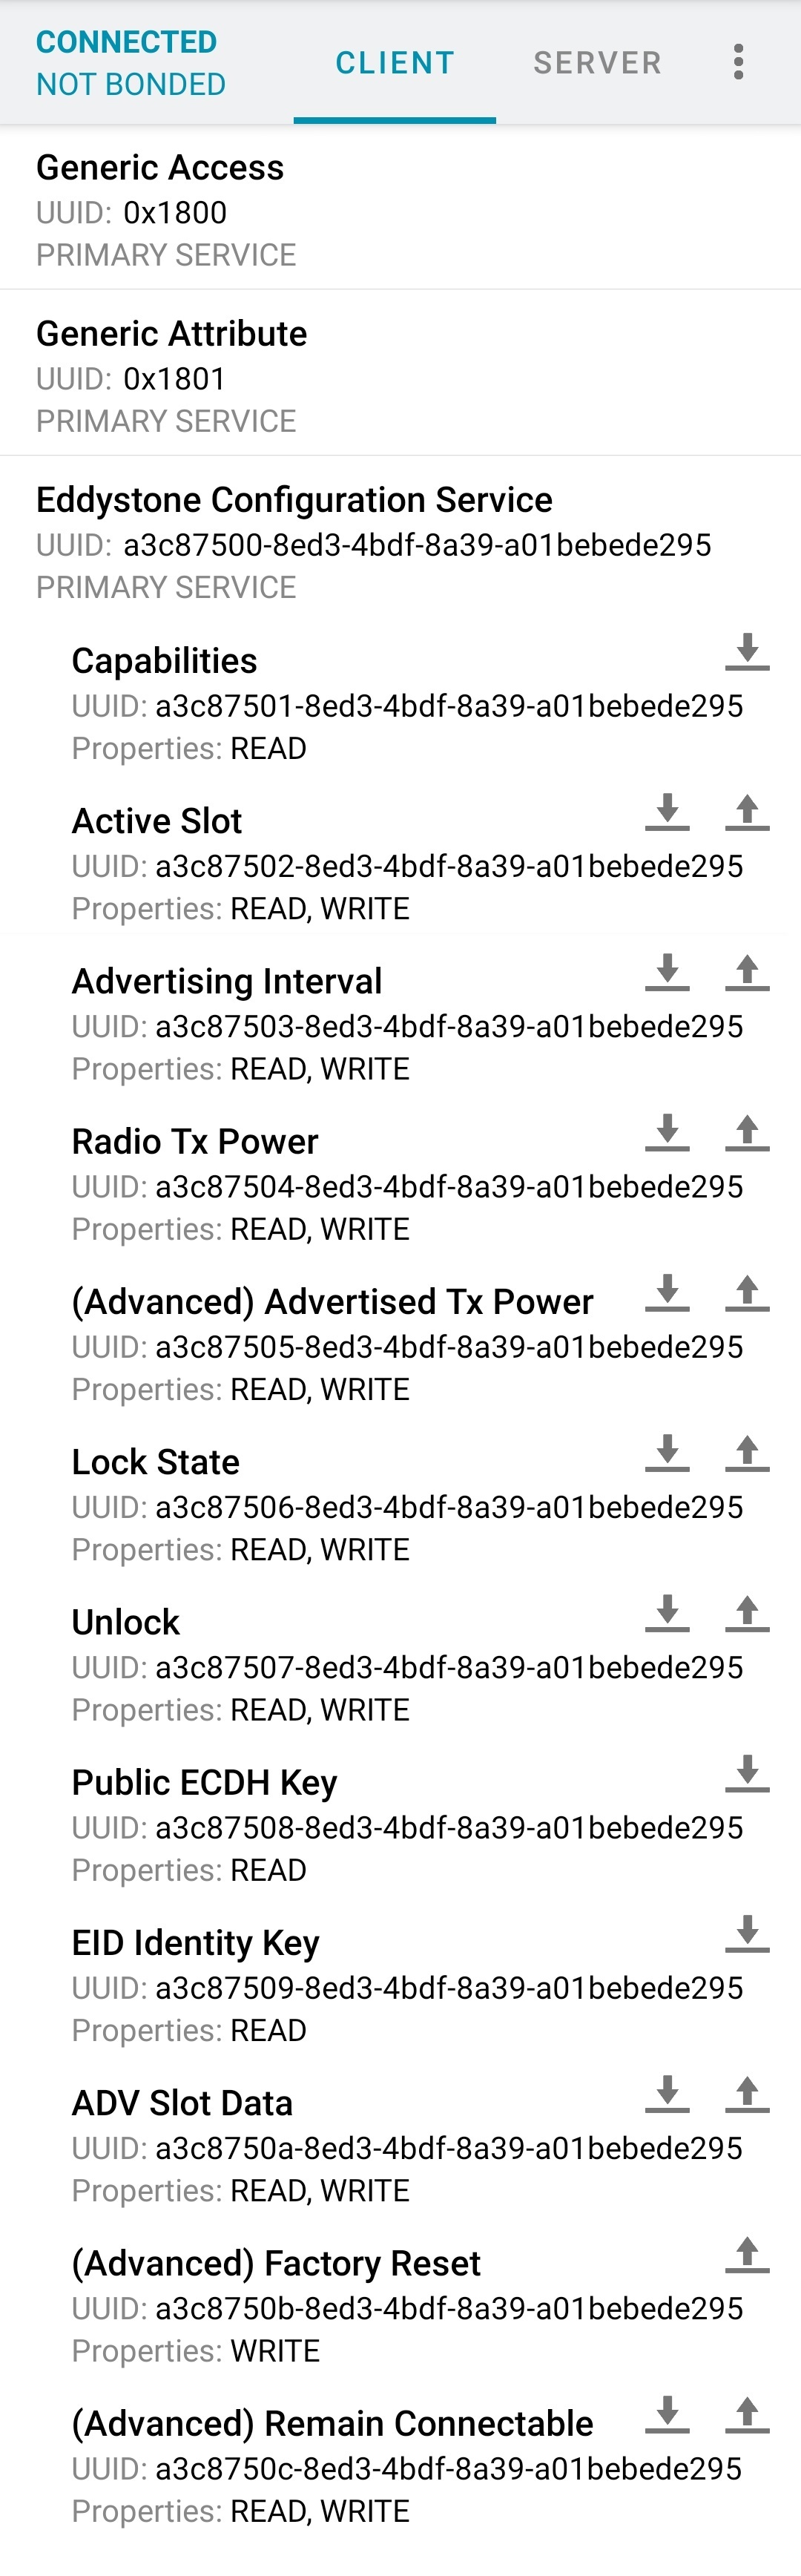 CONNECTED
NOT BONDED
CLIENT
SERVER
Generic Access
UUID: 0x1800
PRIMARY SERVICE
Generic Attribute
UUID: 0x1801
PRIMARY SERVICE
Eddystone Configuration Service
UUID: a3c87500-8ed3-4bdf-8a39-a01bebede295
PRIMARY SERVICE
Capabilities
UUID: a3c87501-8ed3-4bdf-8a39-a01bebede295
Properties: READ
Active Slot
UUID: a3c87502-8ed3-4bdf-8a39-a01bebede295
Properties: READ, WRITE
Advertising Interval
UUID: a3c87503-8ed3-4bdf-8a39-a01bebede295
Properties: READ, WRITE
Radio Tx Power
UUID: a3c87504-8ed3-4bdf-8a39-a01bebede295
Properties: READ, WRITE
(Advanced) Advertised Tx Power
UUID: a3c87505-8ed3-4bdf-8a39-a01bebede295
Properties: READ, WRITE
Lock State
UUID: a3c87506-8ed3-4bdf-8a39-a01bebede295
Properties: READ, WRITE
Unlock
UUID: a3c87507-8ed3-4bdf-8a39-a01bebede295
Properties: READ, WRITE
Public ECDH Key
UUID: a3c87508-8ed3-4bdf-8a39-a01bebede295
Properties: READ
EID Identity Key
UUID: a3c87509-8ed3-4bdf-8a39-a01bebede295
Properties: READ
ADV Slot Data
UUID: a3c8750a-8ed3-4bdf-8a39-a01bebede295
Properties: READ, WRITE
(Advanced) Factory Reset
UUID: a3c8750b-8ed3-4bdf-8a39-a01bebede295
Properties: WRITE
(Advanced) Remain Connectable
UUID: a3c8750c-8ed3-4bdf-8a39-a01bebede295
Properties: READ, WRITE